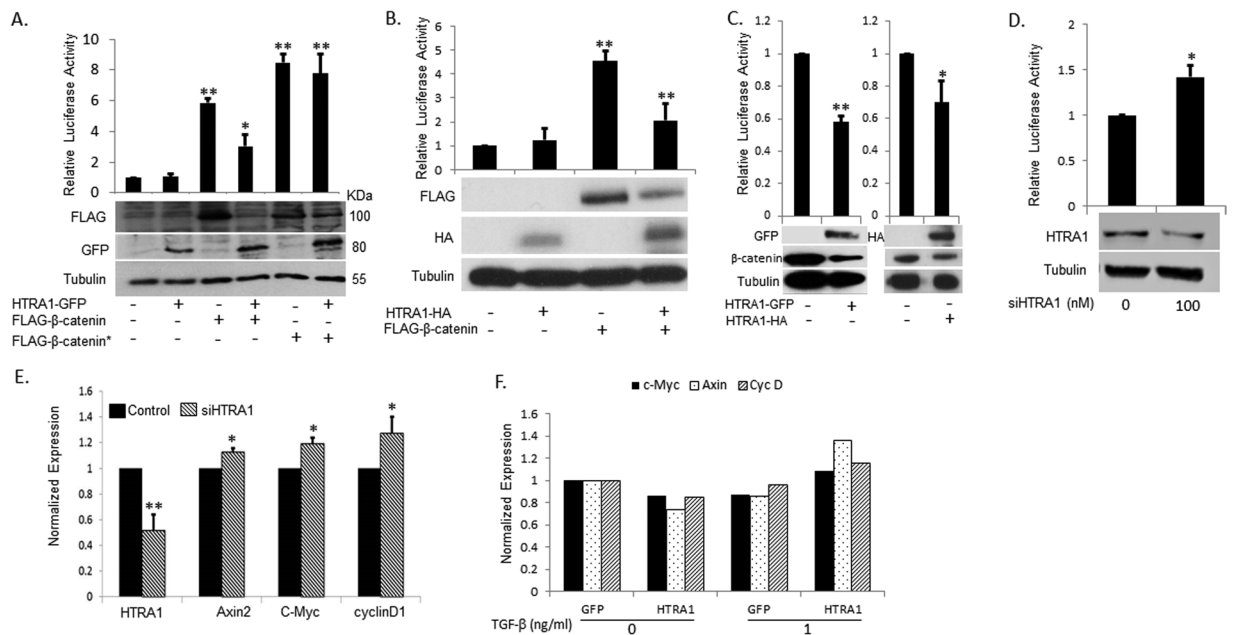 A.
Relative Luciferase Activity
10
8
6
4
2
0
**
*
**
**
KDa
FLAG
100
GFP
80
Tubulin
55
HTRA1-GFP - + - + - +
FLAG-β-catenin - - + + - -
FLAG-β-catenin* - - - - + +
B.
Relative Luciferase Activity
6
5
4
3
2
1
0
**
**
FLAG
HA
Tubulin
HTRA1-HA - + - +
FLAG-β-catenin - - + +
C.
Relative Luciferase Activity
1.2
1
0.8
0.6
0.4
0.2
0
**
1.2
1
0.8
0.6
0.4
0.2
0
*
GFP
HA
β-catenin
Tubulin
HTRA1-GFP - +
HTRA1-HA - +
D.
Relative Luciferase Activity
2
1.5
1
0.5
0
*
HTRA1
Tubulin
siHTRA1 (nM) 0 100
E.
Normalized Expression
1.6
1.4
1.2
1
0.8
0.6
0.4
0.2
0
Control siHTRA1
**
*
*
*
HTRA1 Axin2 C-Myc cyclinD1
F.
c-Myc Axin Cyc D
Normalized Expression
1.6
1.4
1.2
1
0.8
0.6
0.4
0.2
0
GFP HTRA1 GFP HTRA1
TGF-β (ng/ml) 0 1